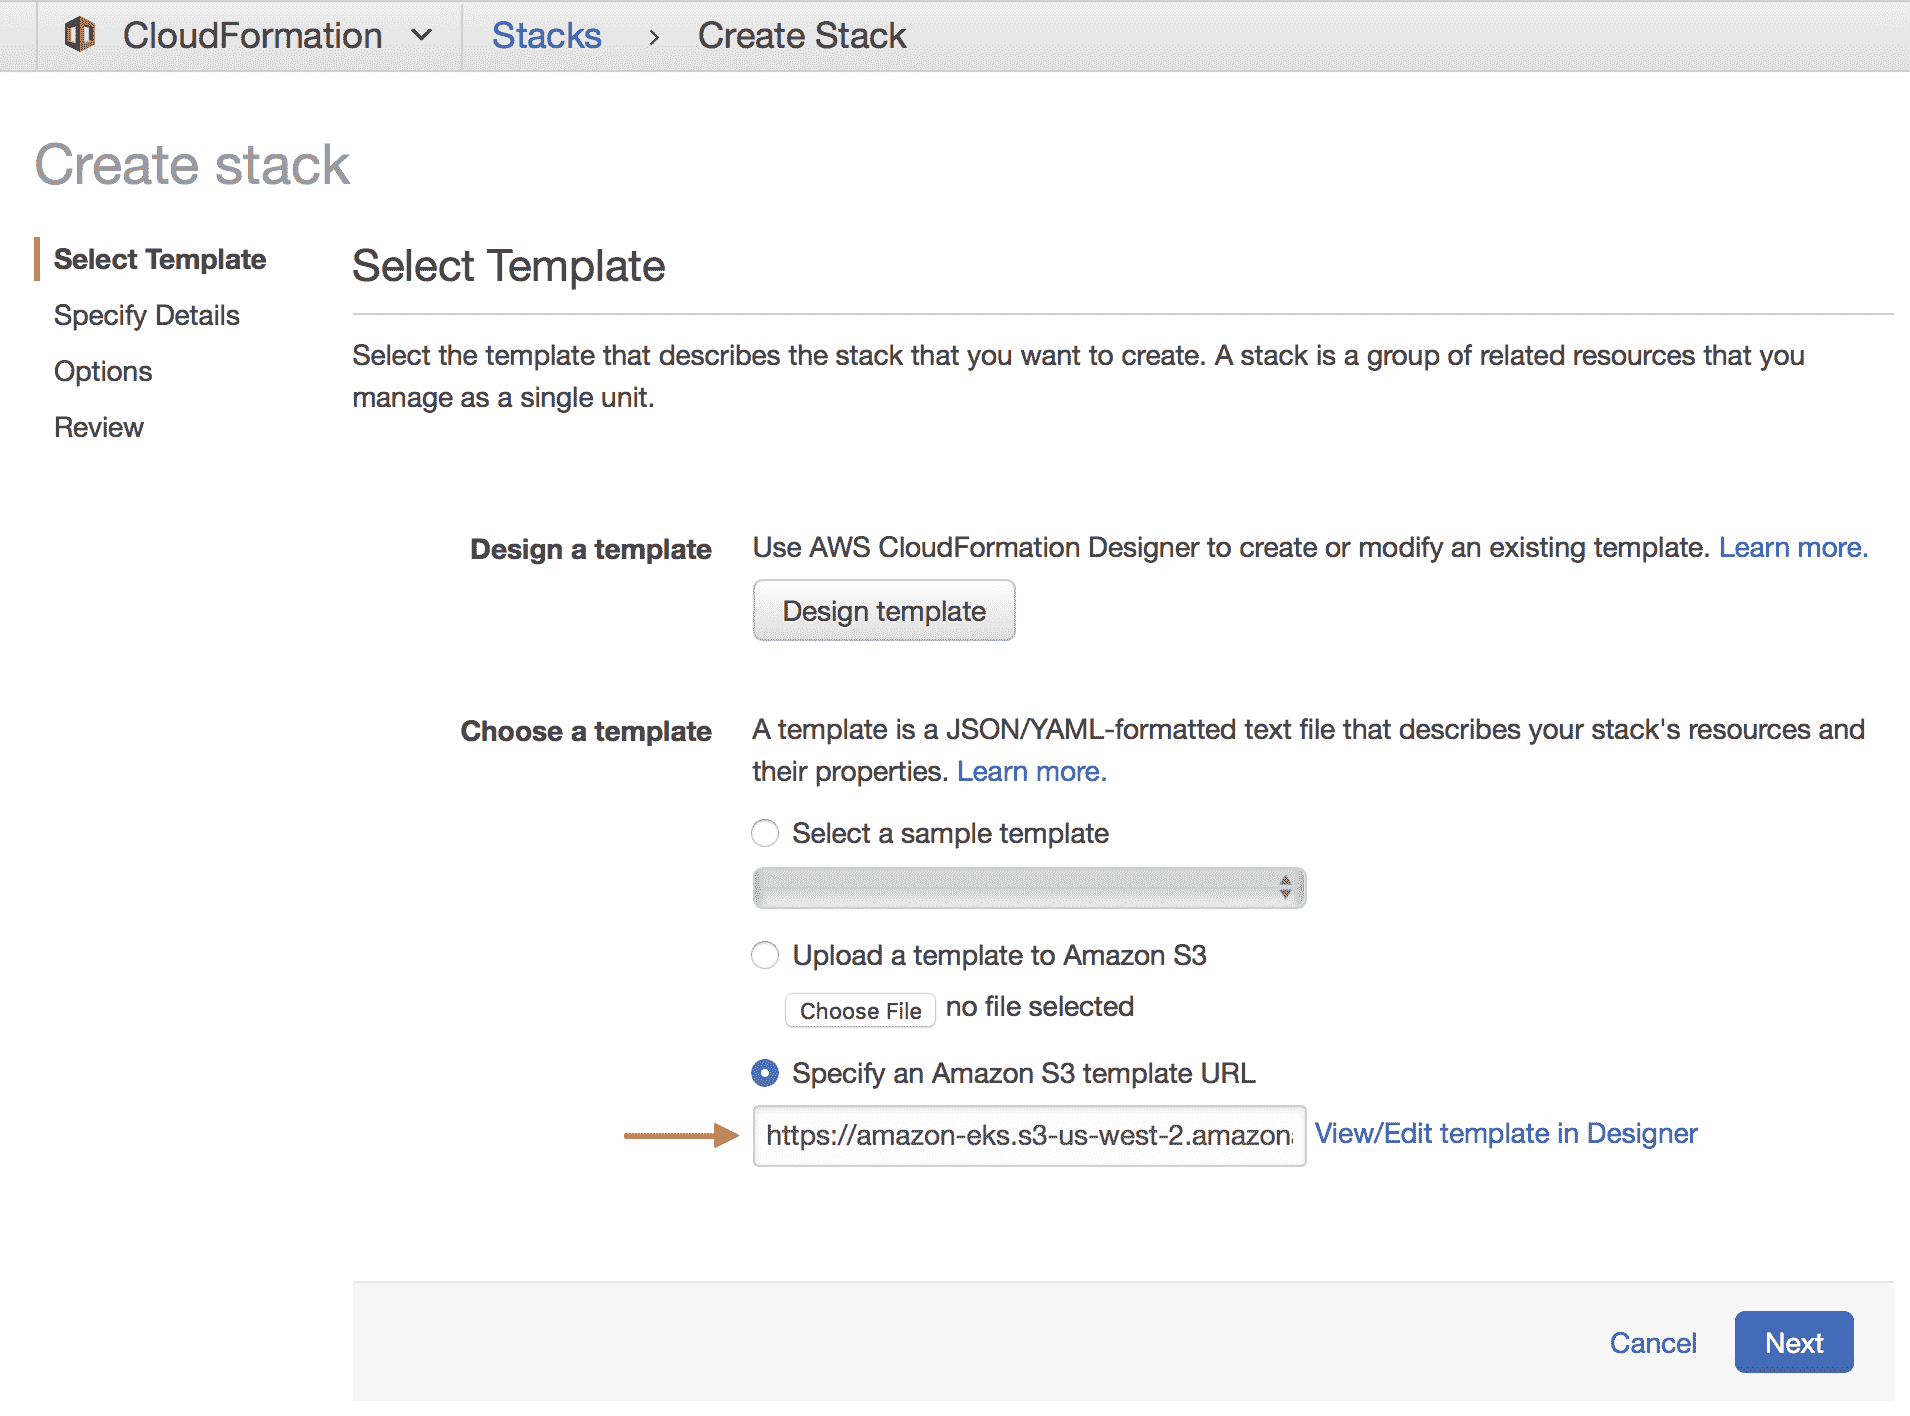 CloudFormation Stacks > Create Stack
Create stack
Select Template
Specify Details
Options
Review
Select Template
Select the template that describes the stack that you want to create. A stack is a group of related resources that you
manage as a single unit.
Design a template
Use AWS CloudFormation Designer to create or modify an existing template. Learn more.
Design template
Choose a template
A template is a JSON/YAML-formatted text file that describes your stack's resources and
their properties. Learn more.
Select a sample template
Upload a template to Amazon S3
Choose File no file selected
Specify an Amazon S3 template URL
https://amazon-eks.s3-us-west-2.amazon View/Edit template in Designer
Cancel Next